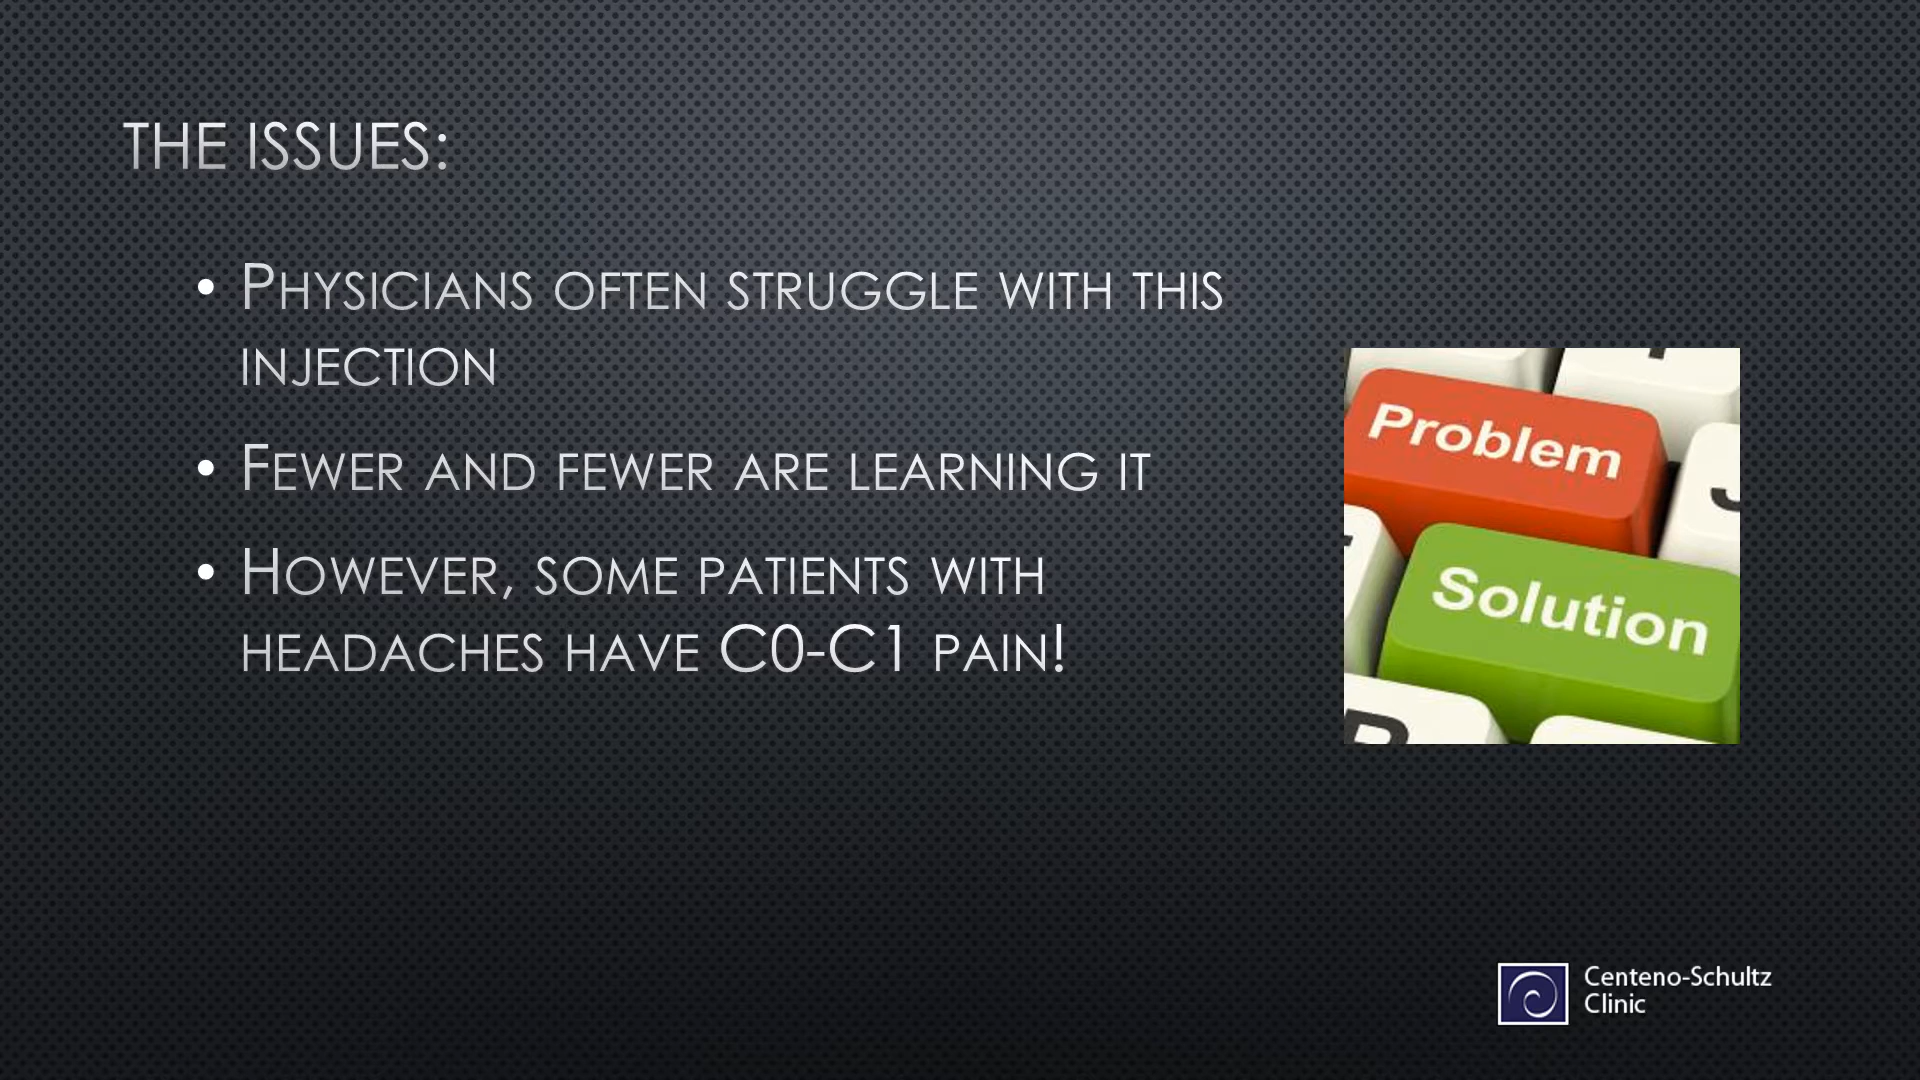 THE ISSUES:
• PHYSICIANS OFTEN STRUGGLE WITH THIS
INJECTION
• FEWER AND FEWER ARE LEARNING IT
• HOWEVER, SOME PATIENTS WITH
HEADACHES HAVE C0-C1 PAIN!
Problem
Solution
Centeno-Schultz
Clinic